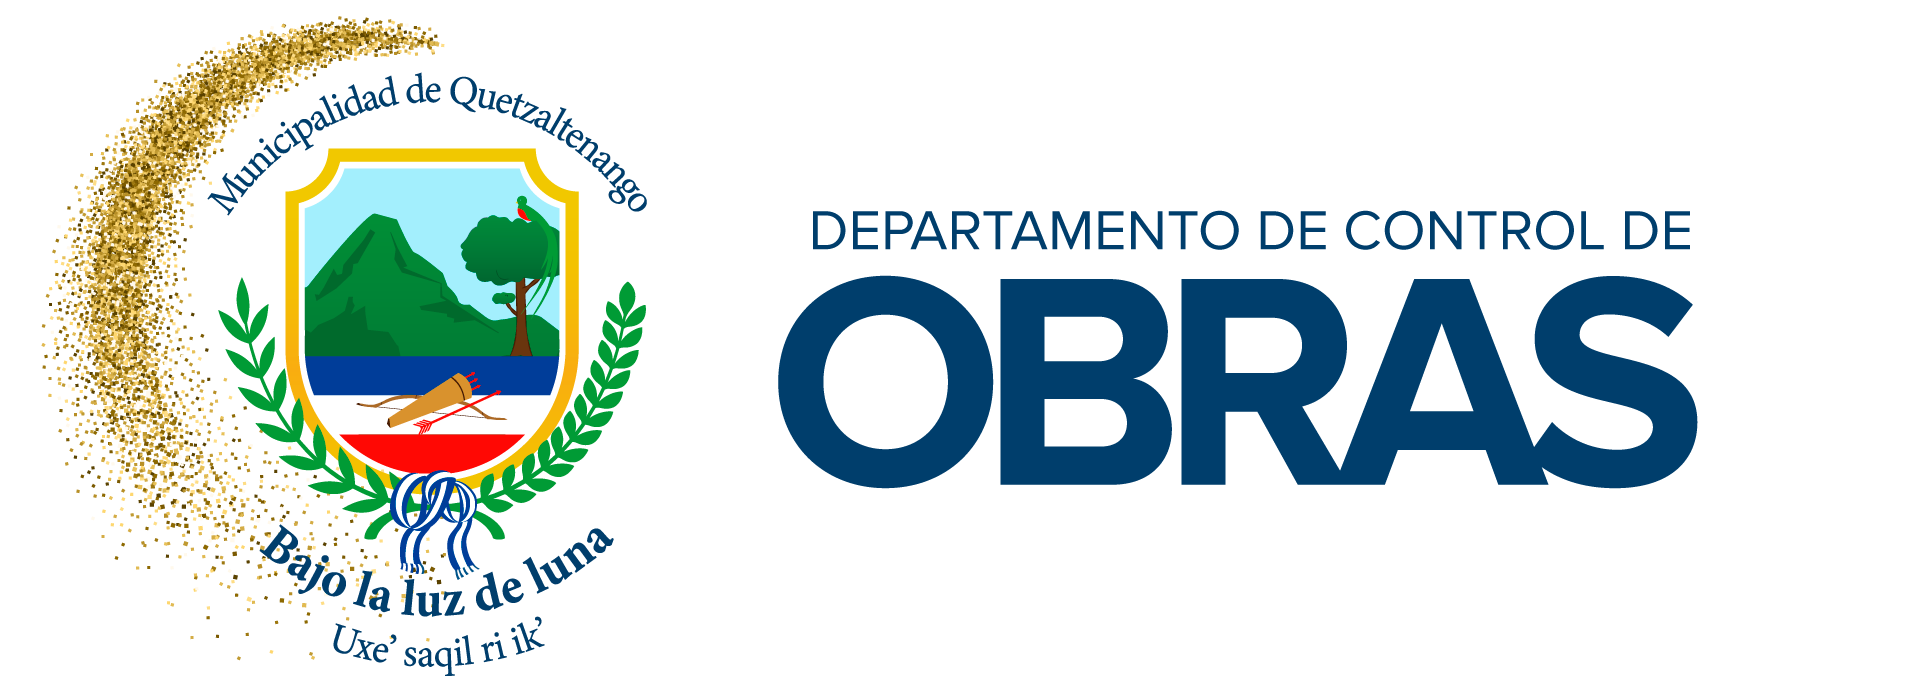 Municipalidad de Quetzaltenango
Bajo la luz de luna
Uxe’ saqil ri ik’
DEPARTAMENTO DE CONTROL DE
OBRAS